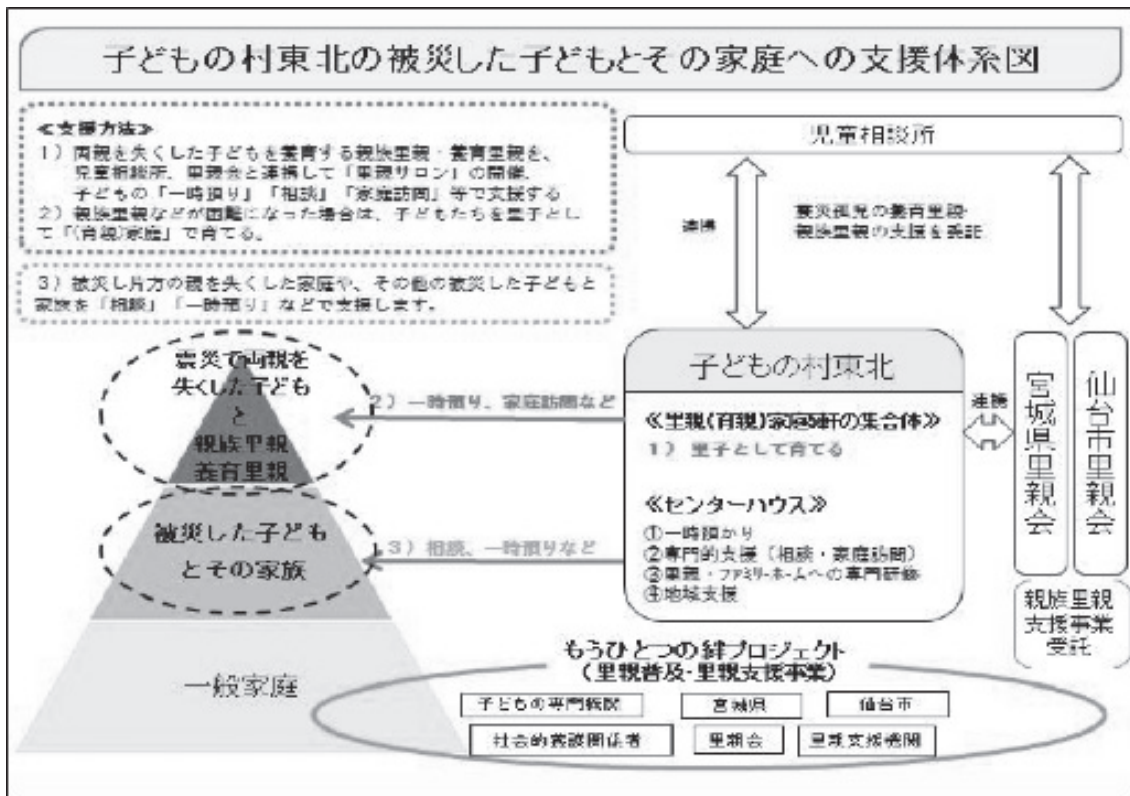 子どもの村東北の被災した子どもとその家庭への支援体系図
≪支援方法≫
1）両親を失くした子どもを養育する親族里親・養育里親を、
児童相談所、里親会と連携して「里親サロン」の開催、
子どもの「一時預り」「相談」「家庭訪問」等で支援する
2）親族里親などが困難になった場合は、子どもたちを里子とし
て「(育親)家庭」で育てる。
3）被災し片方の親を失くした家庭や、その他の被災した子どもと
家族を「相談」「一時預り」などで支援します。
児童相談所
連携
震災孤児の養育里親・
親族里親の支援を委託
震災で両親を
失くした子ども
と
親族里親
養育里親
2）一時預り、家庭訪問など
被災した子ども
とその家族
3）相談、一時預りなど
一般家庭
子どもの村東北
≪里親(育親)家庭5軒の集合体≫
1）里子として育てる
≪センターハウス≫
①一時預かり
②専門的支援（相談・家庭訪問）
③里親・ファミリーホームへの専門研修
④地域支援
連携
宮城県里親会
仙台市里親会
親族里親
支援事業
受託
もうひとつの絆プロジェクト
（里親普及・里親支援事業）
子どもの専門機関
宮城県
仙台市
社会的養護関係者
里親会
里親支援機関